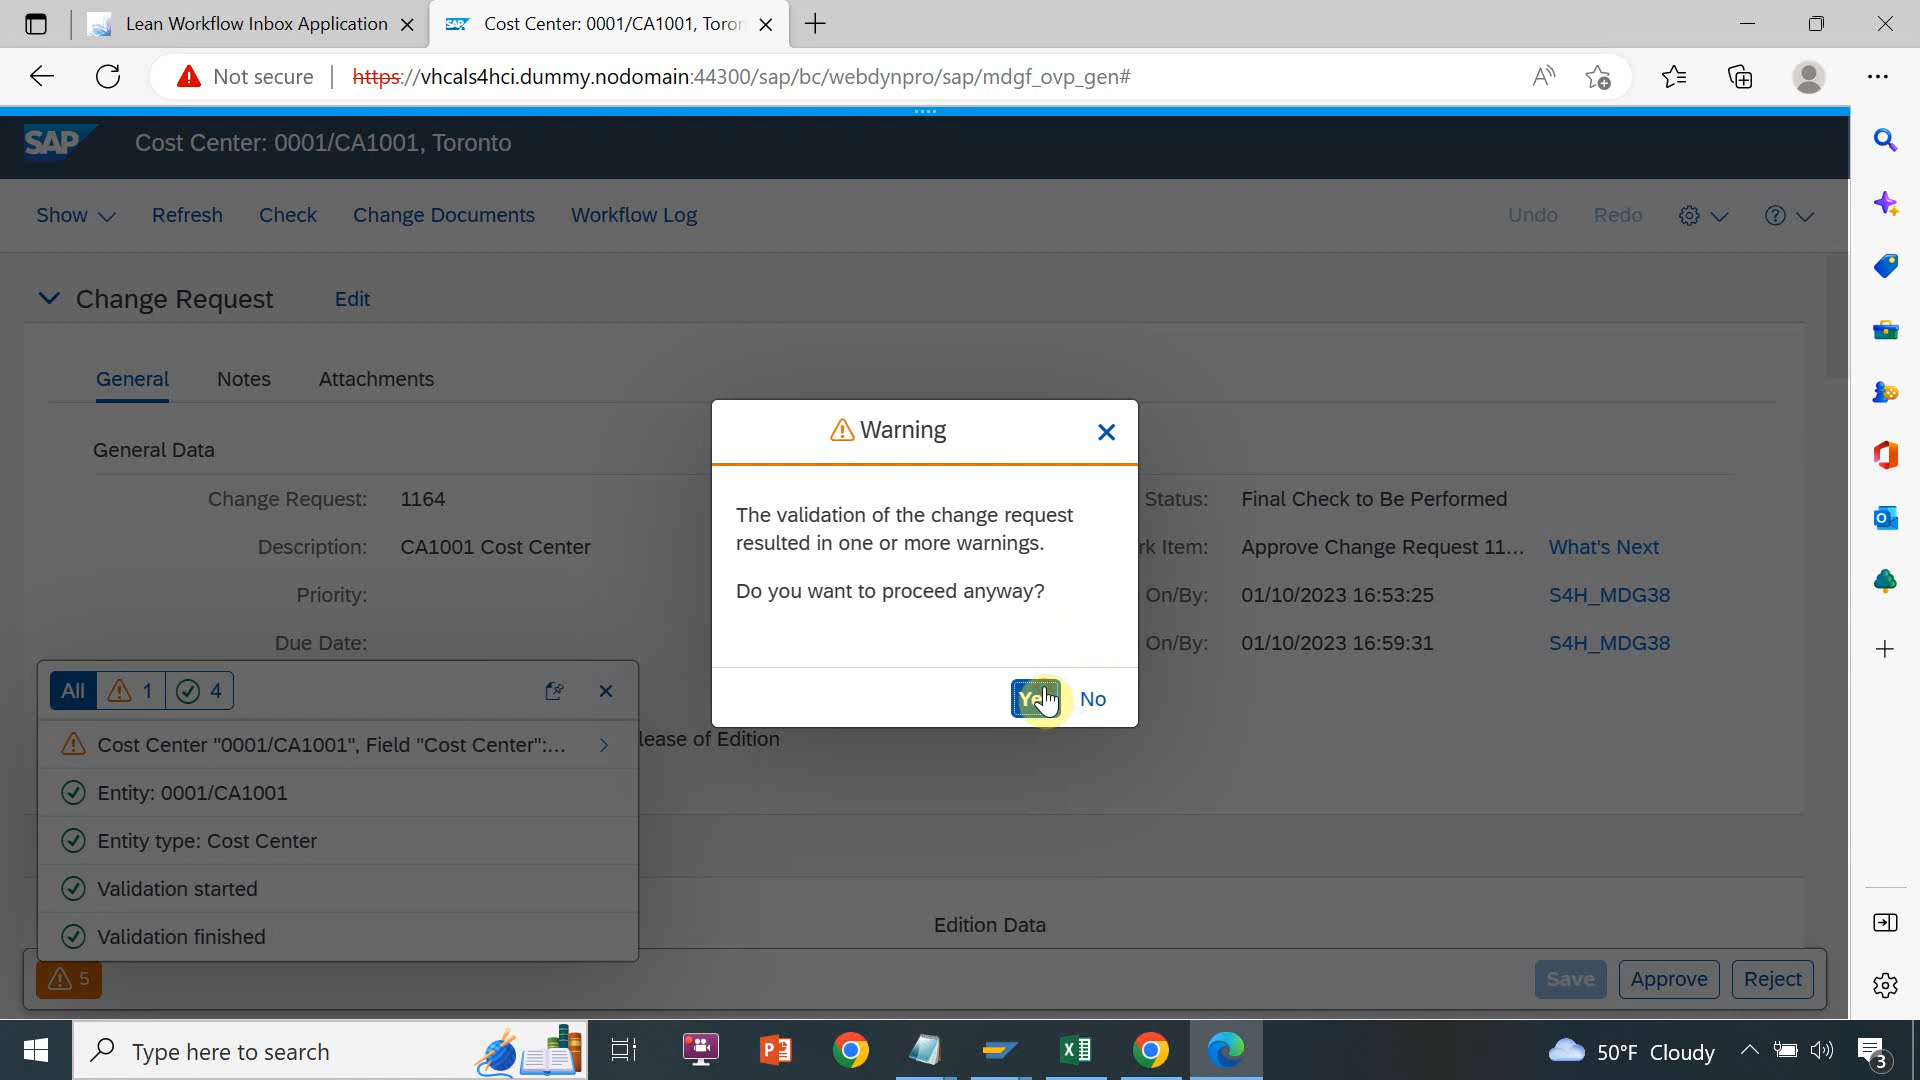 Lean Workflow Inbox Application
Cost Center: 0001/CA1001, Toron
Not secure
https://vhcals4hci.dummy.nodomain:44300/sap/bc/webdynpro/sap/mdgf_ovp_gen#
SAP Cost Center: 0001/CA1001, Toronto
Show Refresh Check Change Documents Workflow Log Undo Redo
Change Request Edit
General Notes Attachments
General Data
Change Request: 1164 Status: Final Check to Be Performed
Description: CA1001 Cost Center rk Item: Approve Change Request 11... What's Next
Priority: On/By: 01/10/2023 16:53:25 S4H_MDG38
Due Date: On/By: 01/10/2023 16:59:31 S4H_MDG38
Warning
The validation of the change request
resulted in one or more warnings.
Do you want to proceed anyway?
Yes No
All 1 4
Cost Center "0001/CA1001", Field "Cost Center":...
lease of Edition
Entity: 0001/CA1001
Entity type: Cost Center
Validation started
Validation finished
Edition Data
5 Save Approve Reject
Type here to search
50°F Cloudy
3